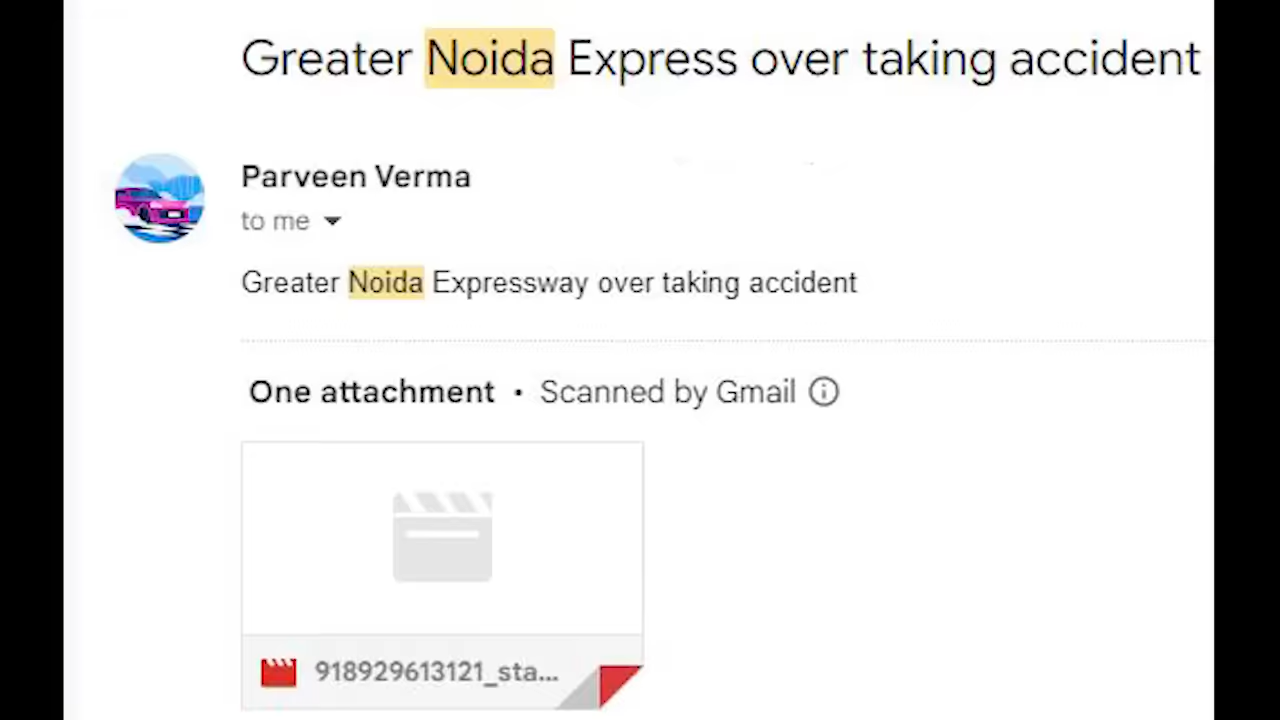 Greater Noida Express over taking accident
Parveen Verma
to me
Greater Noida Expressway over taking accident
One attachment • Scanned by Gmail
918929613121_sta...